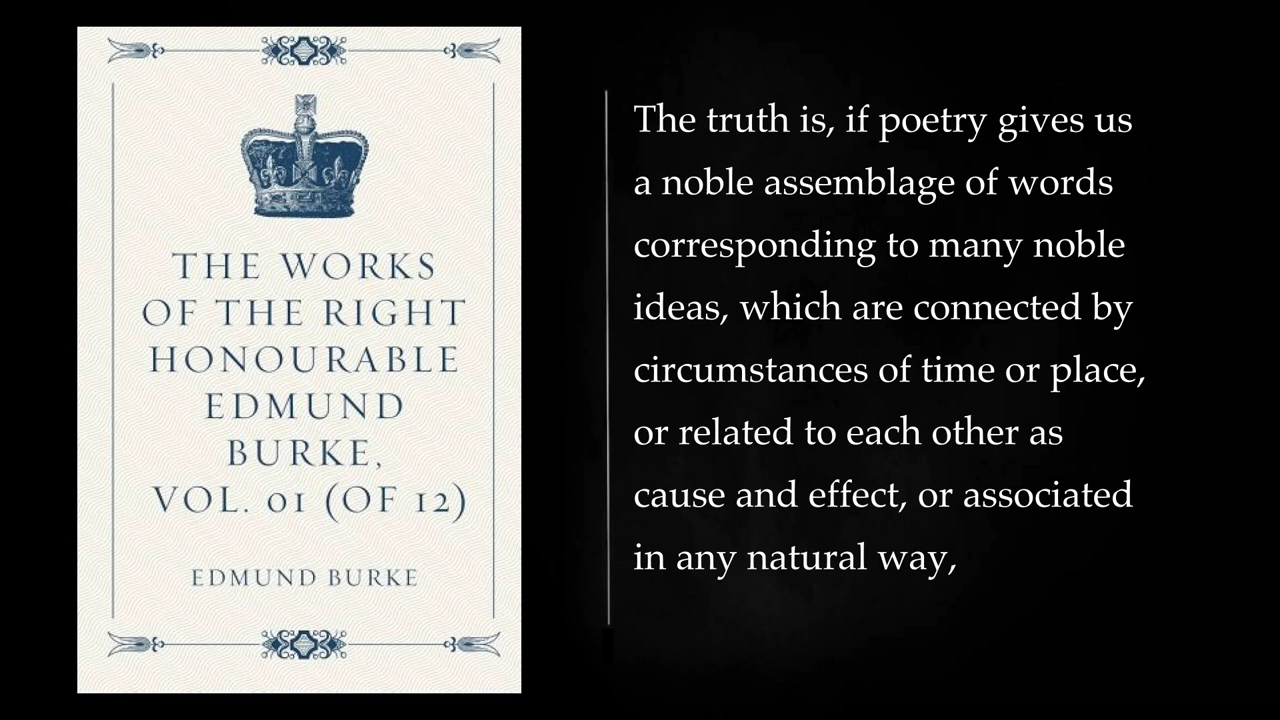 THE WORKS
OF THE RIGHT
HONOURABLE
EDMUND
BURKE,
VOL. 01 (OF 12)
EDMUND BURKE
The truth is, if poetry gives us
a noble assemblage of words
corresponding to many noble
ideas, which are connected by
circumstances of time or place,
or related to each other as
cause and effect, or associated
in any natural way,